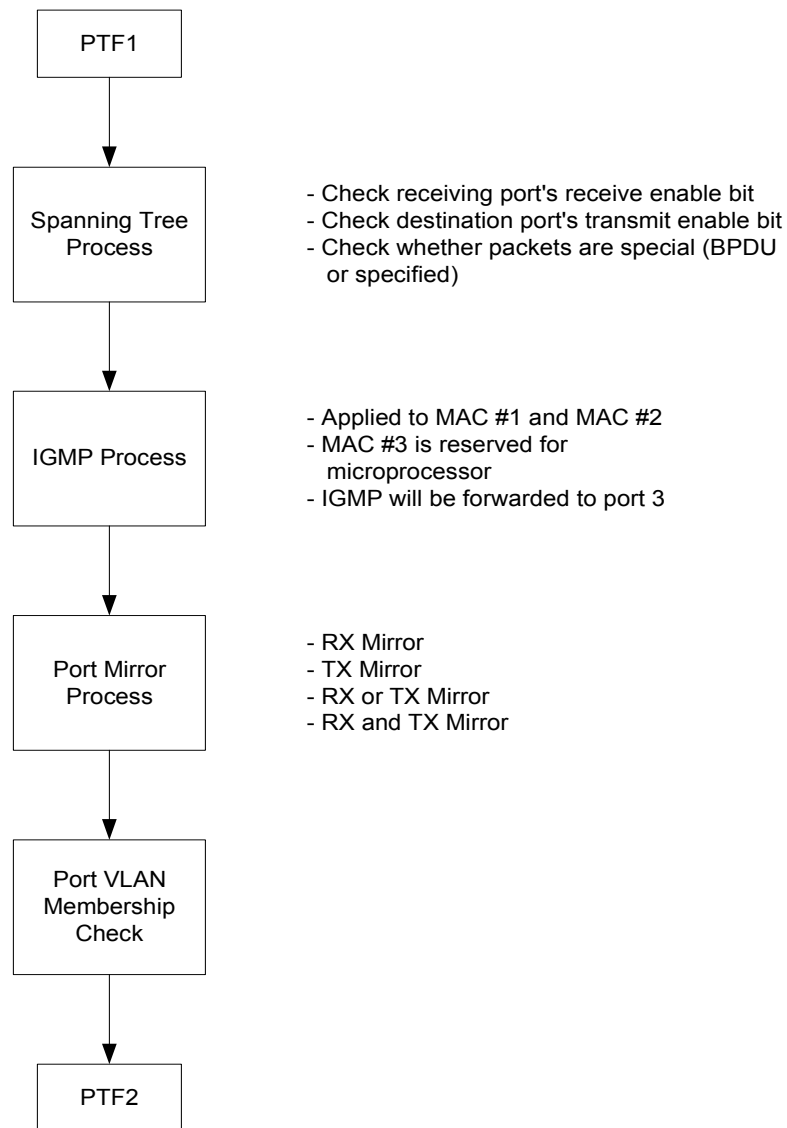 PTF1
Spanning Tree
Process
- Check receiving port's receive enable bit
- Check destination port's transmit enable bit
- Check whether packets are special (BPDU
or specified)
IGMP Process
- Applied to MAC #1 and MAC #2
- MAC #3 is reserved for
microprocessor
- IGMP will be forwarded to port 3
Port Mirror
Process
- RX Mirror
- TX Mirror
- RX or TX Mirror
- RX and TX Mirror
Port VLAN
Membership
Check
PTF2